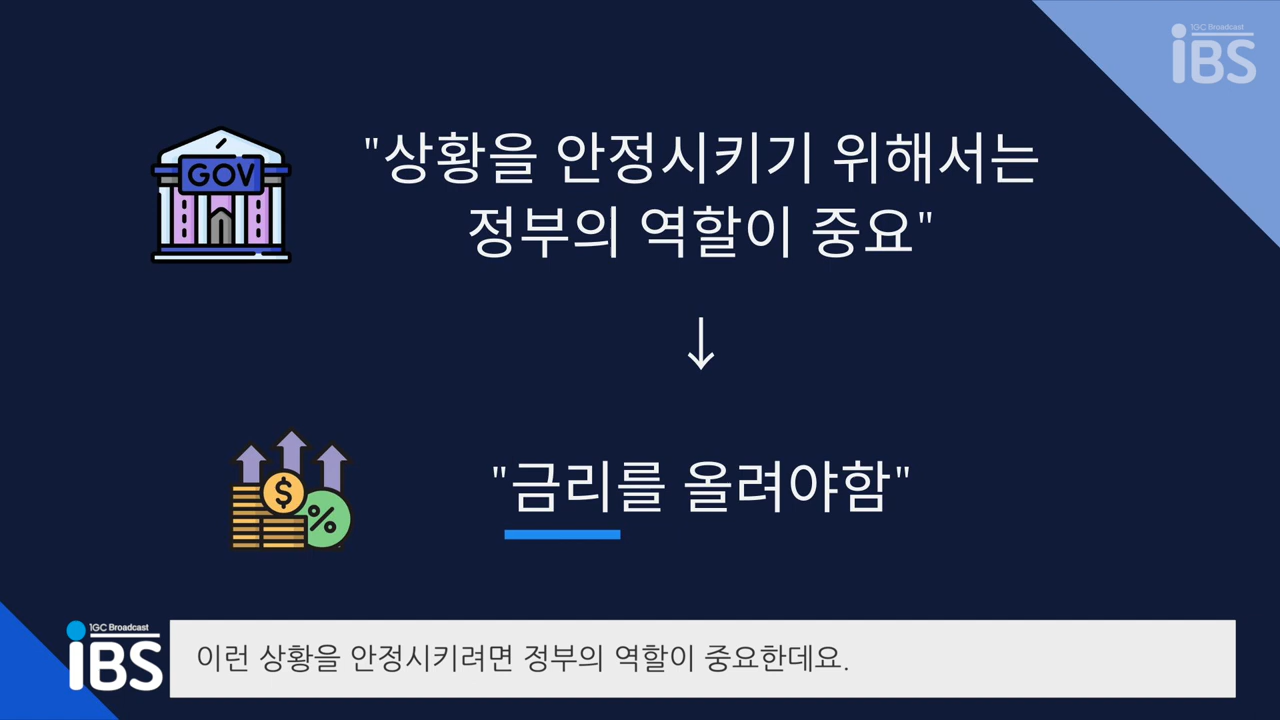 1GC Broadcast
iBS
"상황을 안정시키기 위해서는
GOV
정부의 역할이 중요"
↓
"금리를 올려야함"
$
%
1GC Broadcast
iBS
이런 상황을 안정시키려면 정부의 역할이 중요한데요.